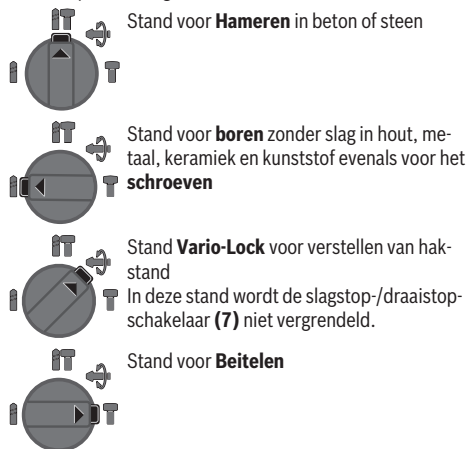 Stand voor Hameren in beton of steen
Stand voor boren zonder slag in hout, me-
taal, keramiek en kunststof evenals voor het
schroeven
Stand Vario-Lock voor verstellen van hak-
stand
In deze stand wordt de slagstop-/draaistop-
schakelaar (7) niet vergrendeld.
Stand voor Beitelen